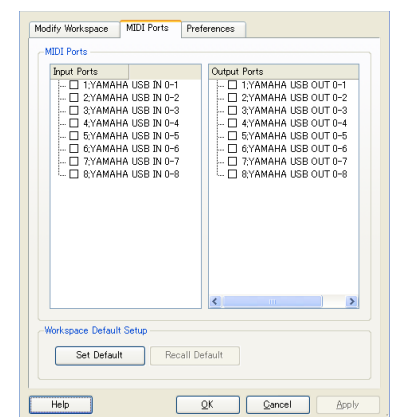 Modify Workspace MIDI Ports Preferences
MIDI Ports
Input Ports
1;YAMAHA USB IN 0-1
2;YAMAHA USB IN 0-2
3;YAMAHA USB IN 0-3
4;YAMAHA USB IN 0-4
5;YAMAHA USB IN 0-5
6;YAMAHA USB IN 0-6
7;YAMAHA USB IN 0-7
8;YAMAHA USB IN 0-8
Output Ports
1;YAMAHA USB OUT 0-1
2;YAMAHA USB OUT 0-2
3;YAMAHA USB OUT 0-3
4;YAMAHA USB OUT 0-4
5;YAMAHA USB OUT 0-5
6;YAMAHA USB OUT 0-6
7;YAMAHA USB OUT 0-7
8;YAMAHA USB OUT 0-8
Workspace Default Setup
Set Default Recall Default
Help OK Cancel Apply